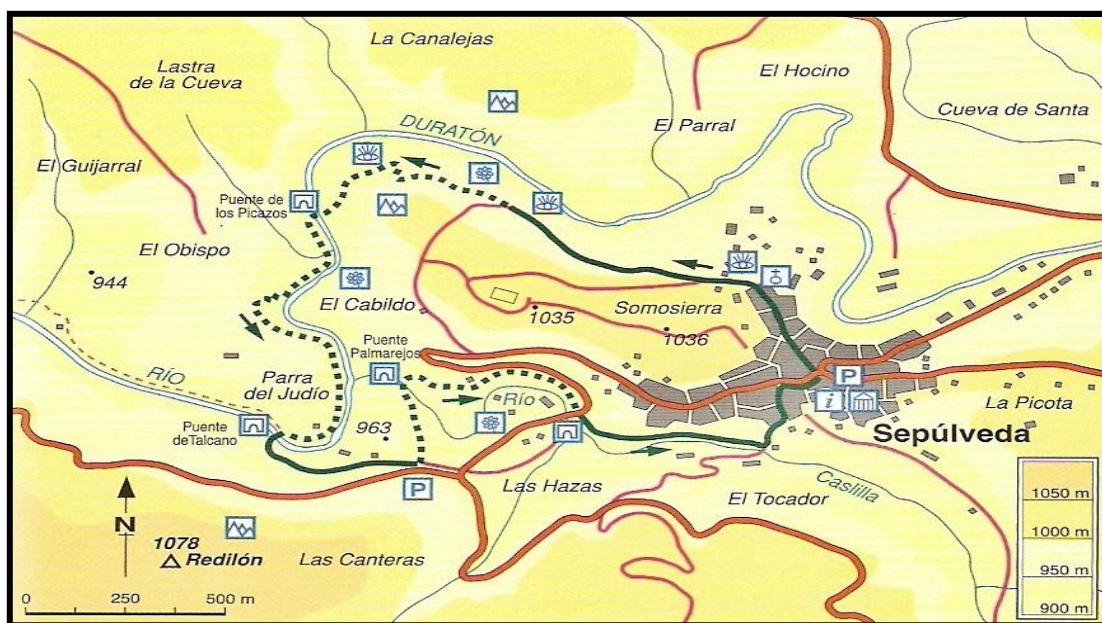 La Canalejas
Lastra
de la Cueva
El Hocino
Cueva de Santa
DURATÓN
El Parral
El Guijarral
Puente de
los Picazos
El Obispo
944
El Cabildo
Somosierra
1035
1036
Puente
Palmarejos
RÍO
Parra
del Judío
Río
P
i
La Picota
Puente
de Talcano
963
Sepúlveda
P
Las Hazas
El Tocador
Caslilla
N
1078
Redilón
Las Canteras
1050 m
1000 m
950 m
900 m
0 250 500 m